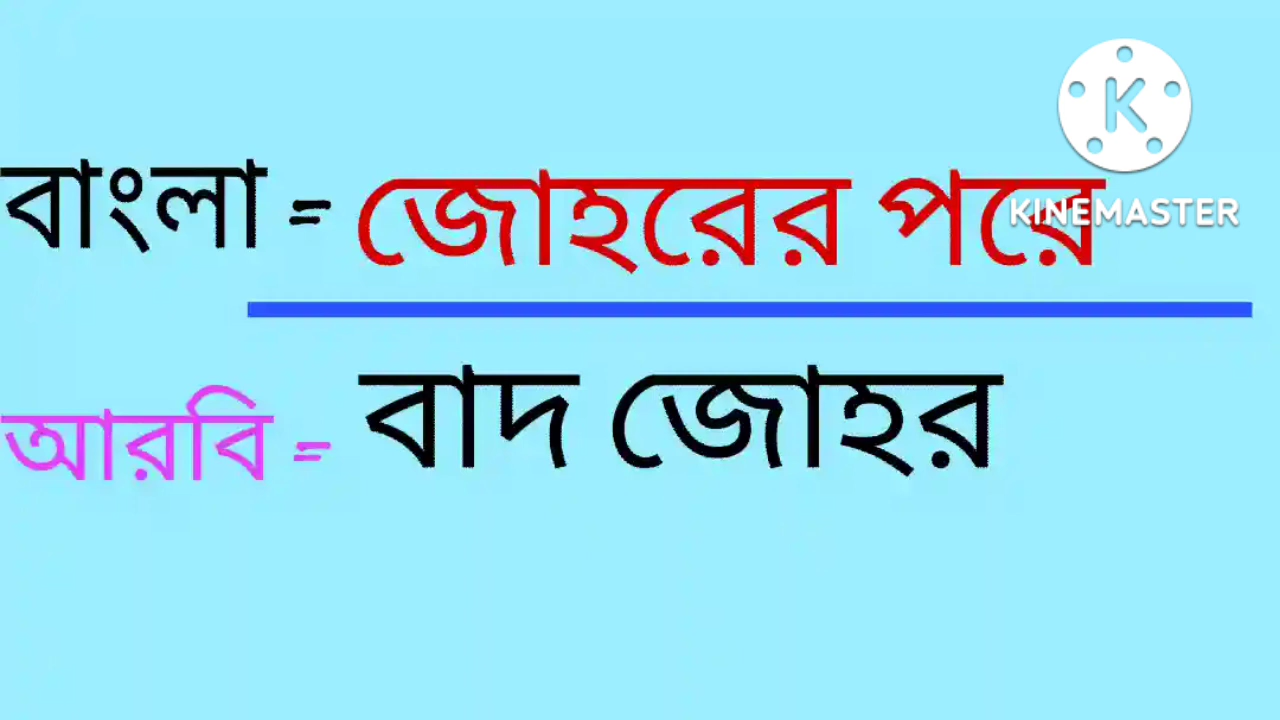 KINEMASTER
বাংলা = জোহরের পরে
আরবি = বাদ জোহর